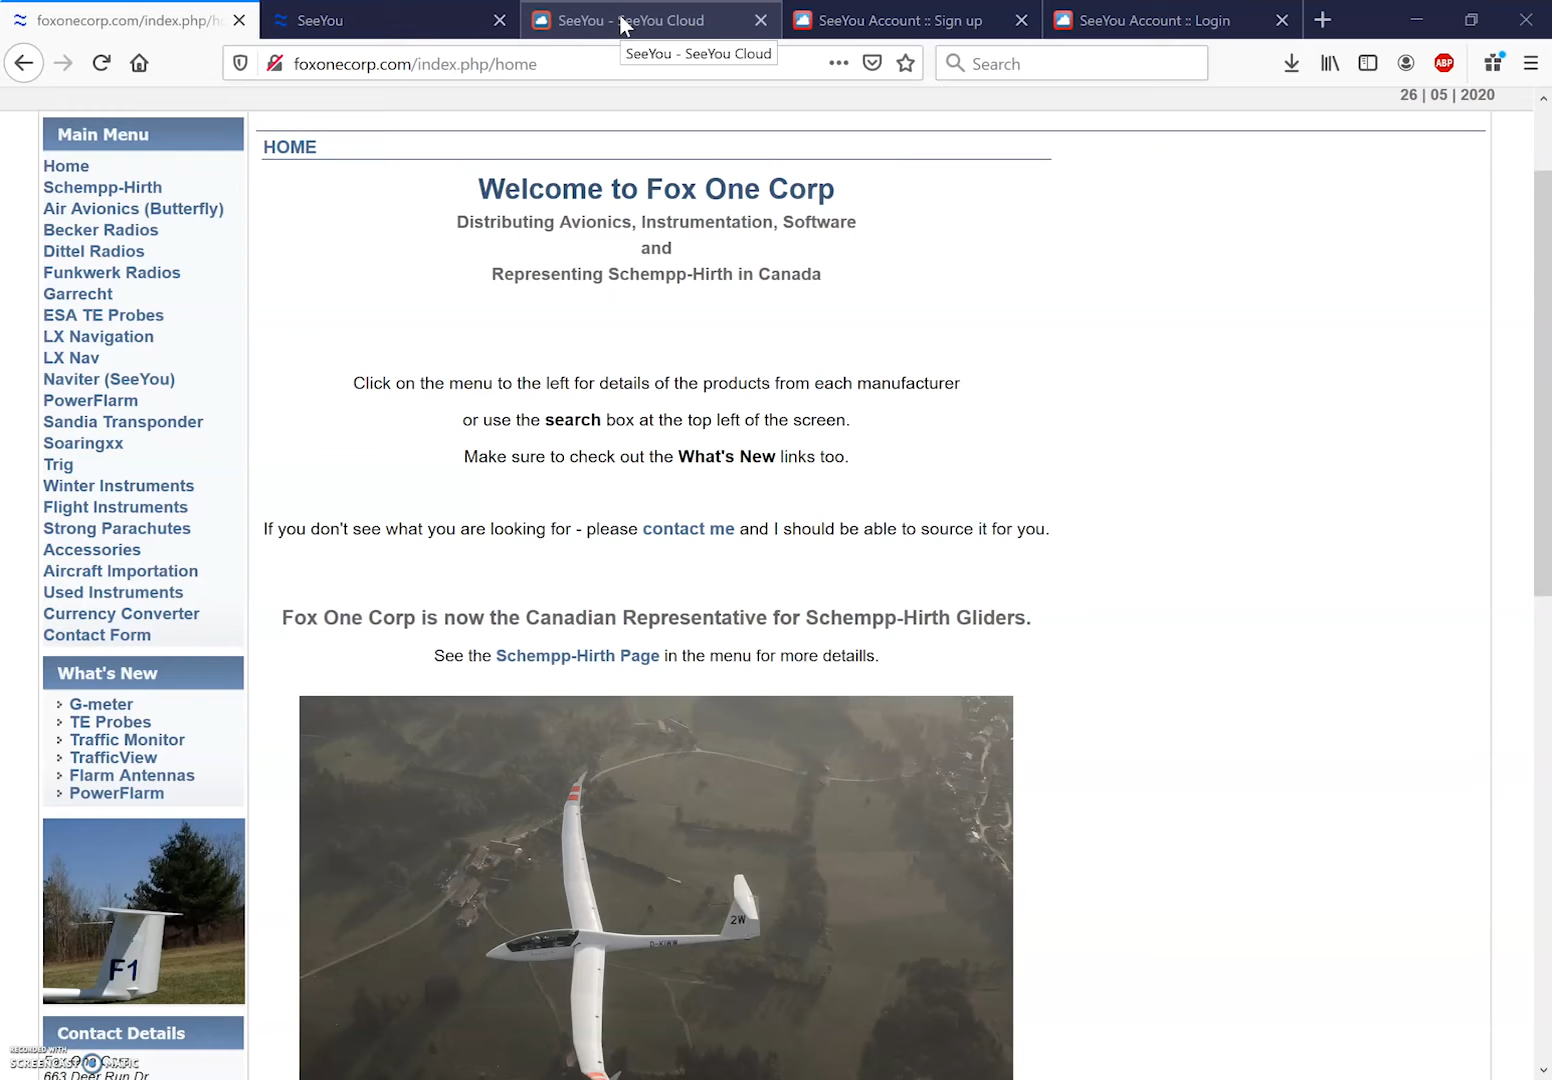 foxonecorp.com/index.php/h
SeeYou
SeeYou - SeeYou Cloud
SeeYou Account :: Sign up
SeeYou Account :: Login
SeeYou - SeeYou Cloud
foxonecorp.com/index.php/home
Search
ABP
26 | 05 | 2020
Main Menu
Home
Schempp-Hirth
Air Avionics (Butterfly)
Becker Radios
Dittel Radios
Funkwerk Radios
Garrecht
ESA TE Probes
LX Navigation
LX Nav
Naviter (SeeYou)
PowerFlarm
Sandia Transponder
Soaringxx
Trig
Winter Instruments
Flight Instruments
Strong Parachutes
Accessories
Aircraft Importation
Used Instruments
Currency Converter
Contact Form
What's New
G-meter
TE Probes
Traffic Monitor
TrafficView
Flarm Antennas
PowerFlarm
F1
Contact Details
Fox One Corp
663 Deer Run Dr
RECORDED WITH
SCREENCAST MATIC
HOME
Welcome to Fox One Corp
Distributing Avionics, Instrumentation, Software
and
Representing Schempp-Hirth in Canada
Click on the menu to the left for details of the products from each manufacturer
or use the search box at the top left of the screen.
Make sure to check out the What's New links too.
If you don't see what you are looking for - please contact me and I should be able to source it for you.
Fox One Corp is now the Canadian Representative for Schempp-Hirth Gliders.
See the Schempp-Hirth Page in the menu for more detaills.
2W
D-KIWW